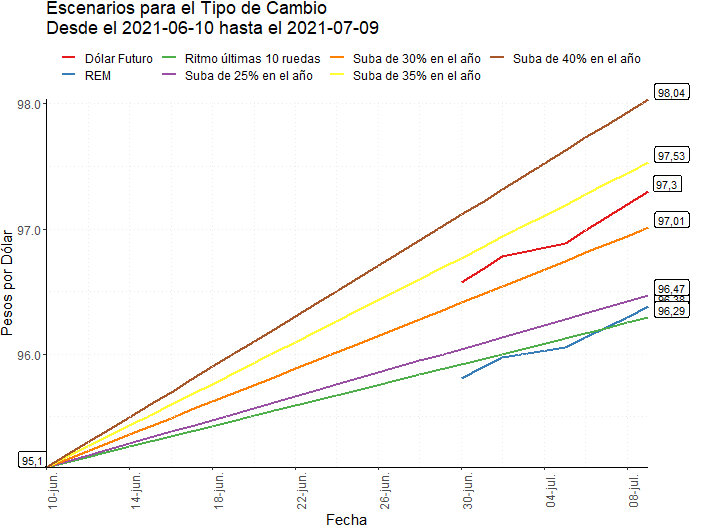 Escenarios para el Tipo de Cambio
Desde el 2021-06-10 hasta el 2021-07-09
Dólar Futuro
Ritmo últimas 10 ruedas
Suba de 30% en el año
Suba de 40% en el año
REM
Suba de 25% en el año
Suba de 35% en el año
98.0
97.0
96.0
Pesos por Dólar
98,04
97,53
97,3
97,01
96,47
96,38
96,29
95,1
10-jun.
14-jun.
18-jun.
22-jun.
26-jun.
30-jun.
04-jul.
08-jul.
Fecha